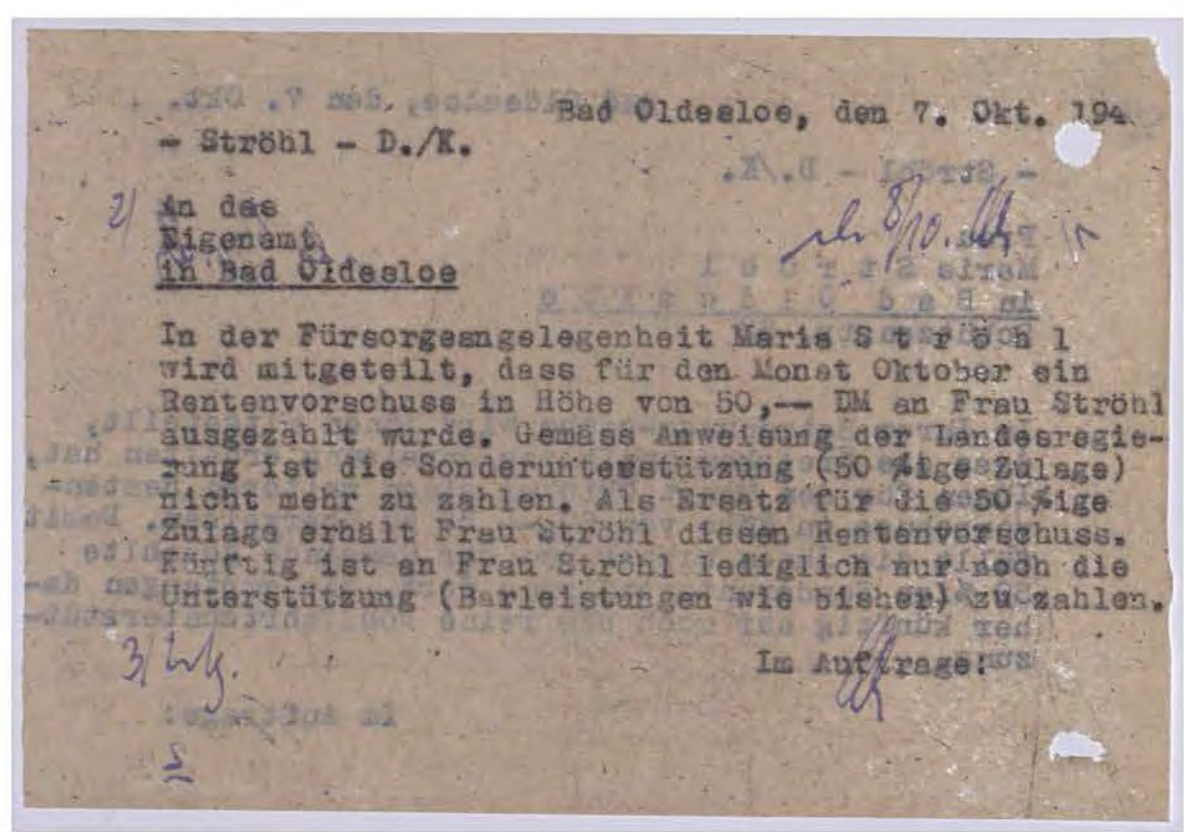 Bad Oldesloe, den 7. Okt. 194
- Ströhl - D./K.
2/ An das
Eigenamt
in Bad Oldesloe
8/10.
In der Fürsorgeangelegenheit Maria S t r ö h l
wird mitgeteilt, dass für den Monat Oktober ein
Rentenvorschuss in Höhe von 50,-- DM an Frau Ströhl
ausgezahlt wurde. Gemäss Anweisung der Landesregie-
rung ist die Sonderunterstützung (50 %ige Zulage)
nicht mehr zu zahlen. Als Ersatz für die 50 %ige
Zulage erhält Frau Ströhl diesen Rentenvorschuss.
Künftig ist an Frau Ströhl lediglich nur noch die
Unterstützung (Barleistungen wie bisher) zu zahlen.
3/
Im Auftrage: